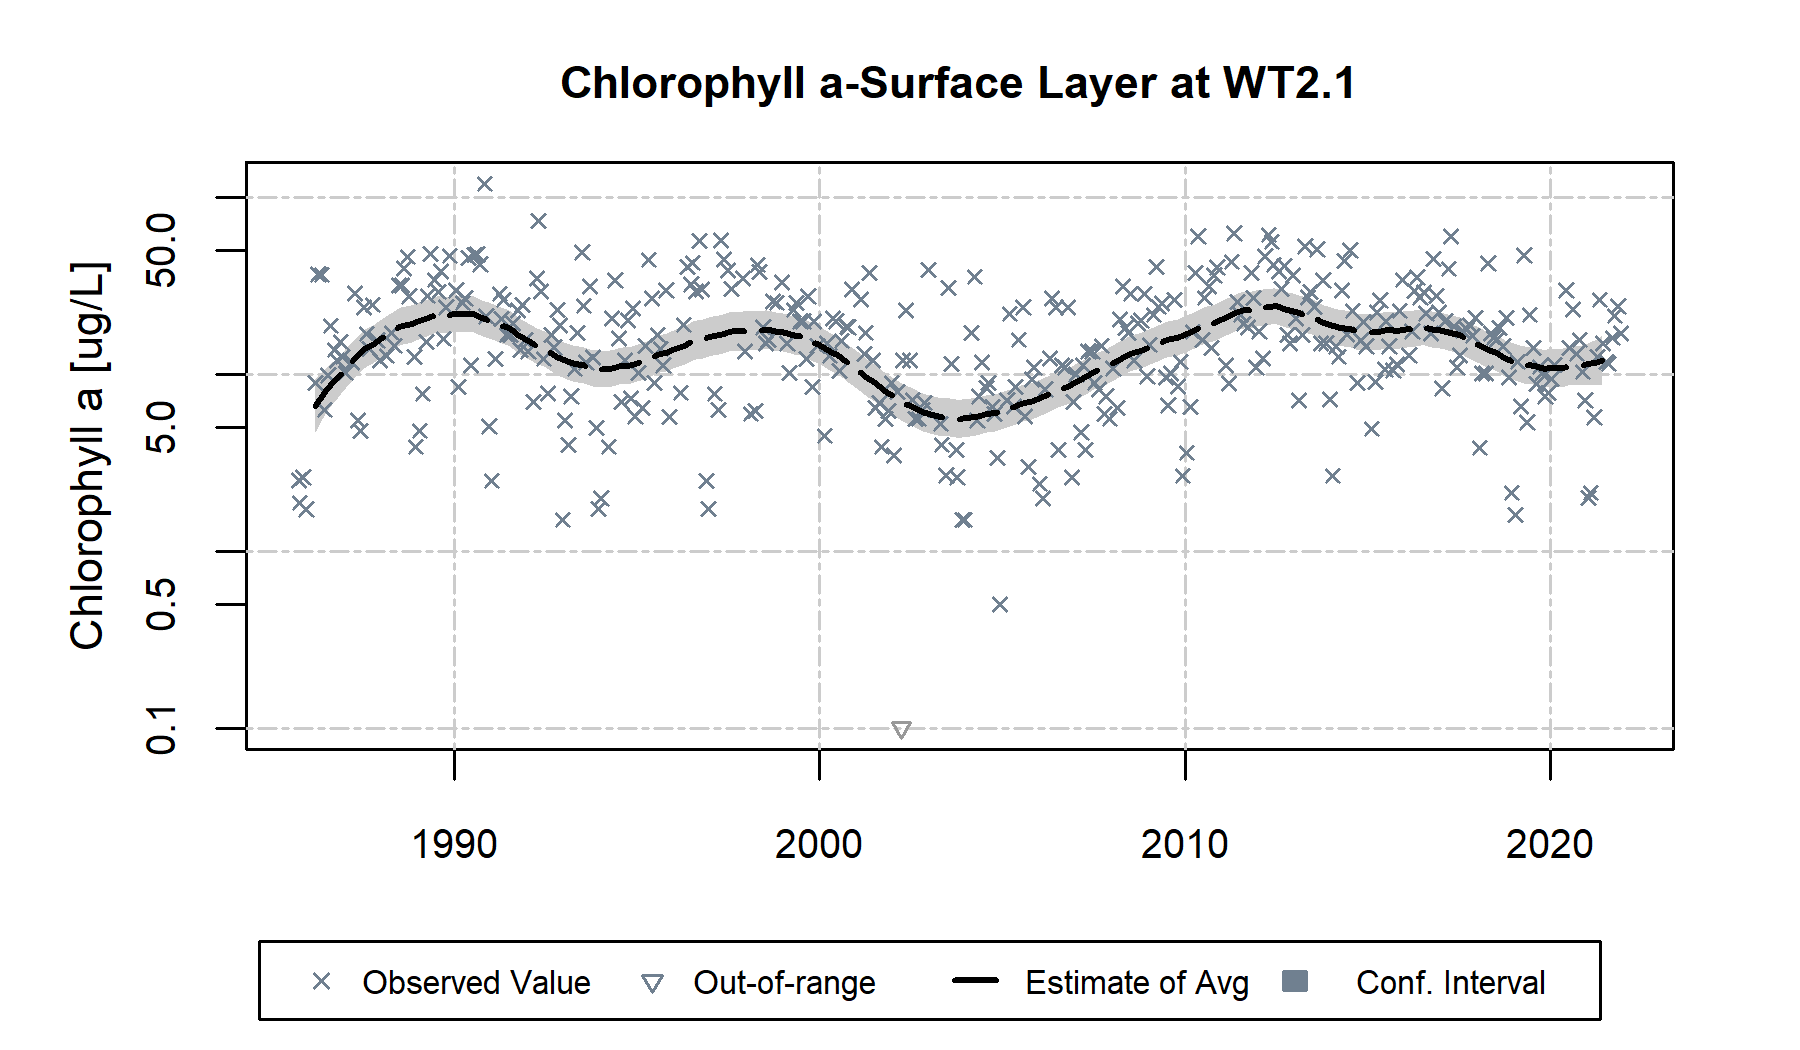 Chlorophyll a-Surface Layer at WT2.1
Chlorophyll a [ug/L]
50.0
5.0
0.5
0.1
1990 2000 2010 2020
Observed Value Out-of-range Estimate of Avg Conf. Interval